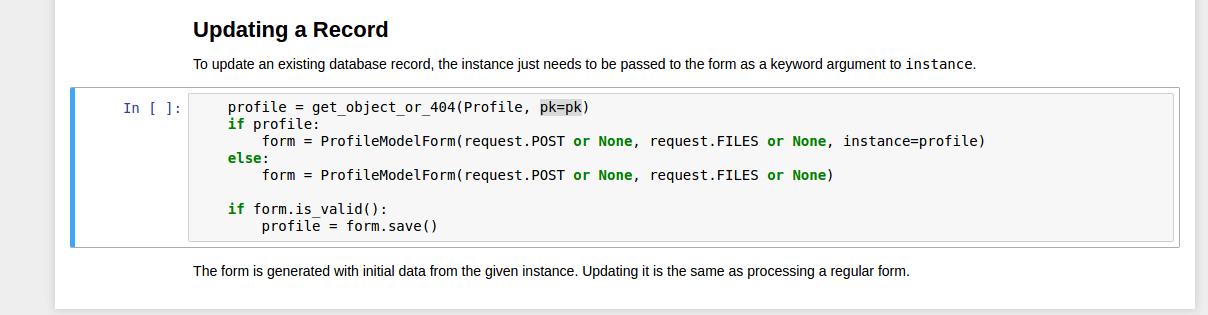 Updating a Record
To update an existing database record, the instance just needs to be passed to the form as a keyword argument to instance.
In [ ]:
    profile = get_object_or_404(Profile, pk=pk)
    if profile:
        form = ProfileModelForm(request.POST or None, request.FILES or None, instance=profile)
    else:
        form = ProfileModelForm(request.POST or None, request.FILES or None)
    if form.is_valid():
        profile = form.save()
The form is generated with initial data from the given instance. Updating it is the same as processing a regular form.